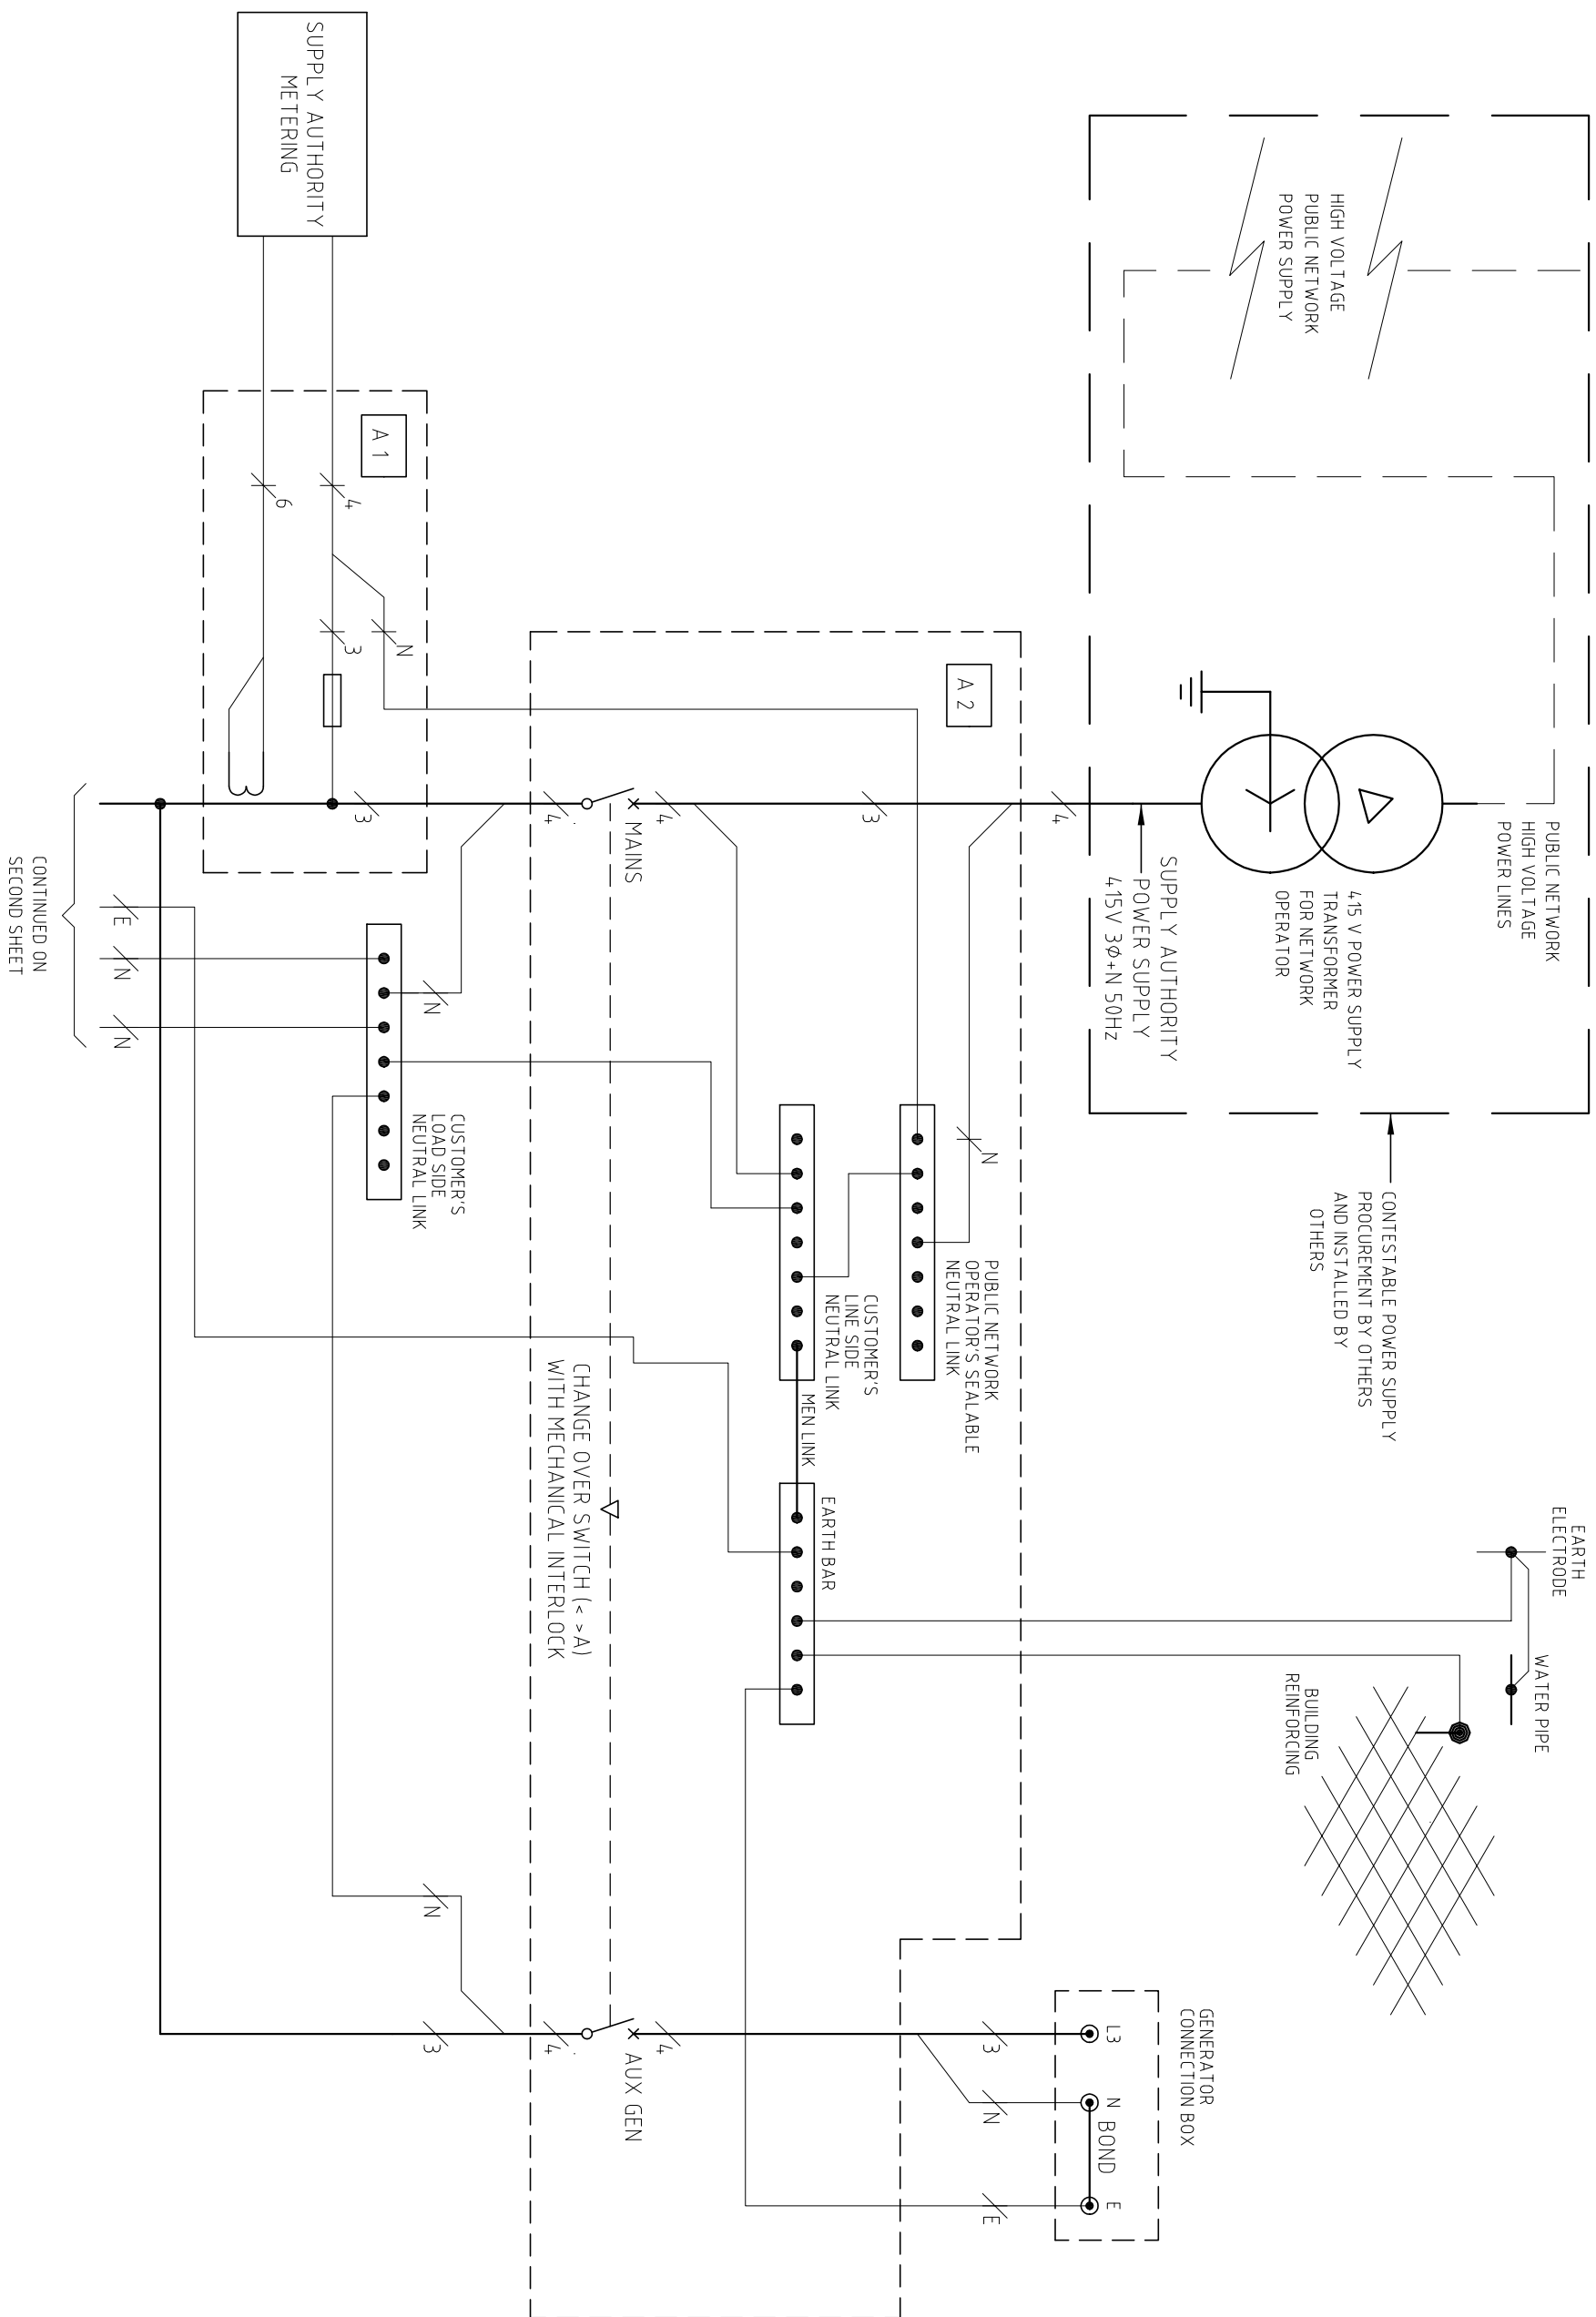 HIGH VOLTAGE
PUBLIC NETWORK
POWER SUPPLY
PUBLIC NETWORK
HIGH VOLTAGE
POWER LINES
415 V POWER SUPPLY
TRANSFORMER
FOR NETWORK
OPERATOR
SUPPLY AUTHORITY
POWER SUPPLY
415V 3Ø+N 50Hz
CONTESTABLE POWER SUPPLY
PROCUREMENT BY OTHERS
AND INSTALLED BY
OTHERS
EARTH
ELECTRODE
WATER PIPE
BUILDING
REINFORCING
GENERATOR
CONNECTION BOX
L3
N
BOND
E
4
A 2
N
3
3
N
E
PUBLIC NETWORK
OPERATOR'S SEALABLE
NEUTRAL LINK
CUSTOMER'S
LINE SIDE
NEUTRAL LINK
MEN LINK
EARTH BAR
4
MAINS
4
4
AUX GEN
4
CHANGE OVER SWITCH (< >A)
WITH MECHANICAL INTERLOCK
CUSTOMER'S
LOAD SIDE
NEUTRAL LINK
N
N
3
A 1
N
4
3
6
3
SUPPLY AUTHORITY
METERING
E
N
N
CONTINUED ON
SECOND SHEET